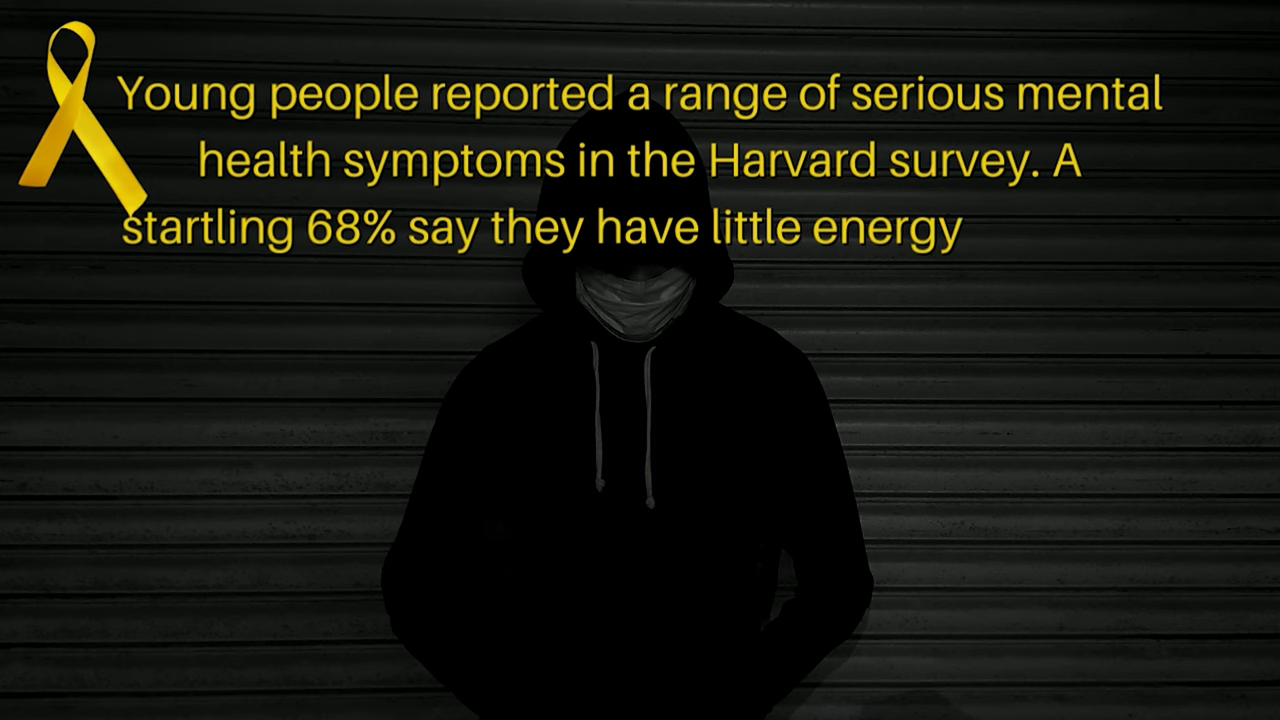 Young people reported a range of serious mental
health symptoms in the Harvard survey. A
startling 68% say they have little energy